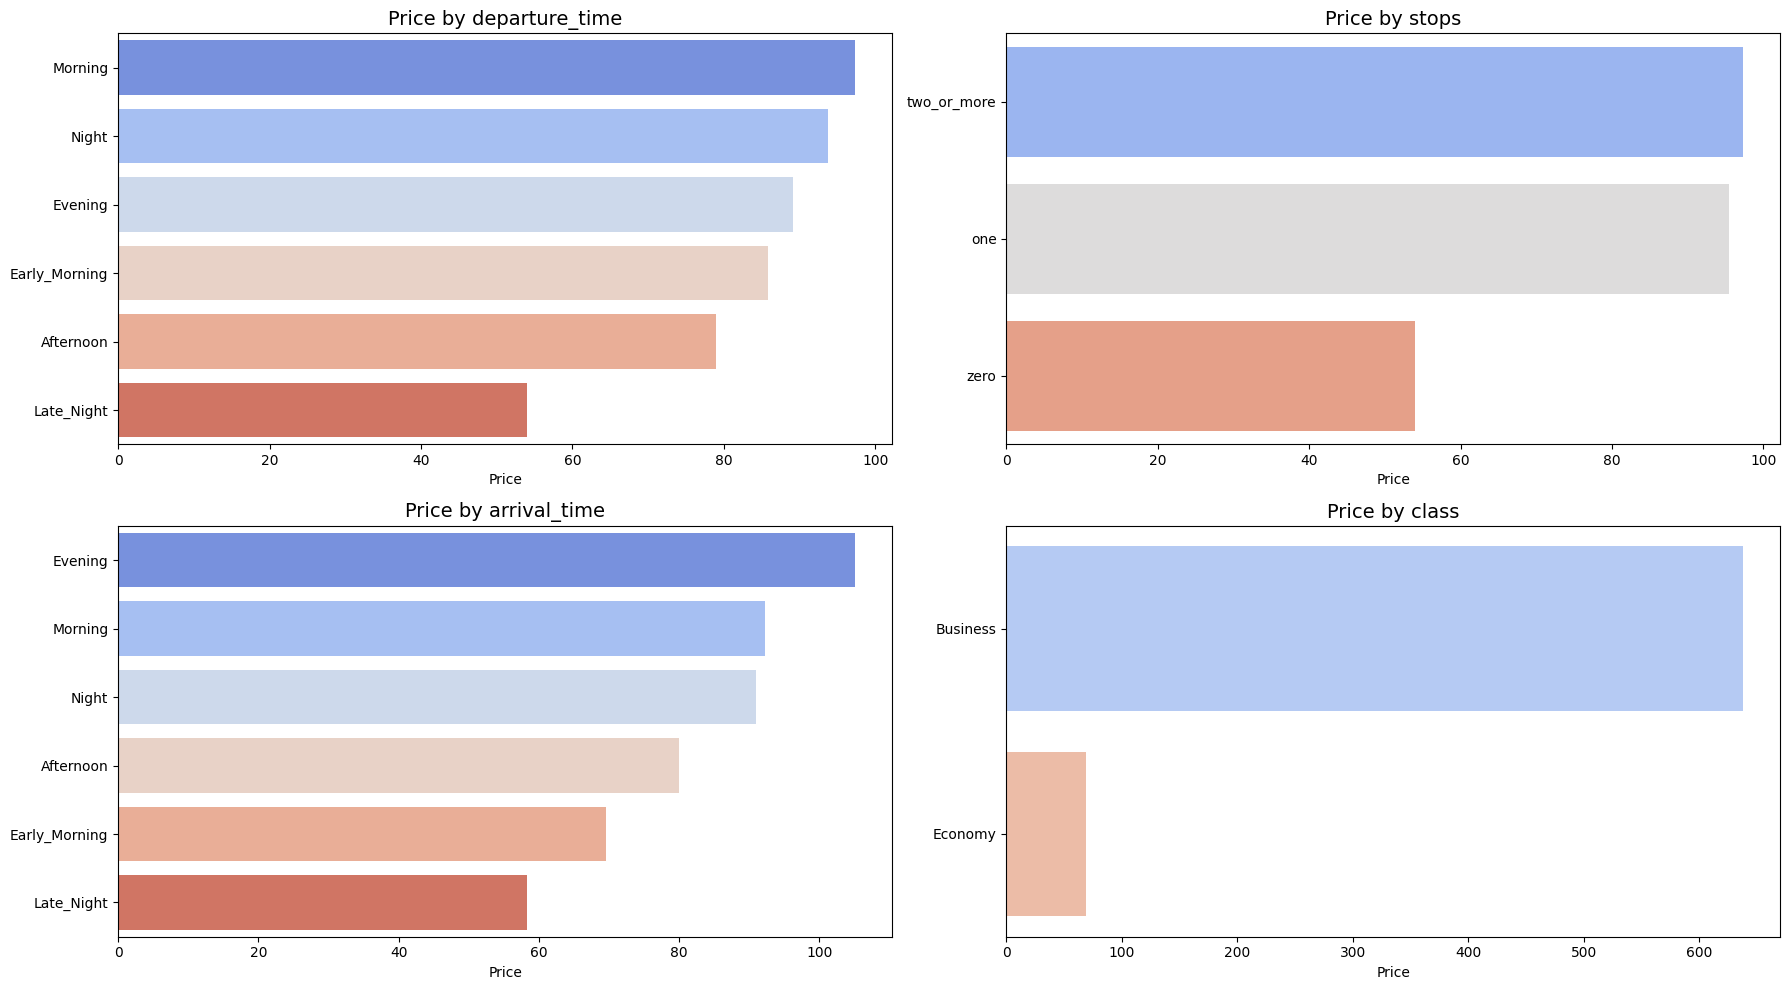 Price by departure_time
Morning
Night
Evening
Early_Morning
Afternoon
Late_Night
0 20 40 60 80 100
Price
Price by stops
two_or_more
one
zero
0 20 40 60 80 100
Price
Price by arrival_time
Evening
Morning
Night
Afternoon
Early_Morning
Late_Night
0 20 40 60 80 100
Price
Price by class
Business
Economy
0 100 200 300 400 500 600
Price